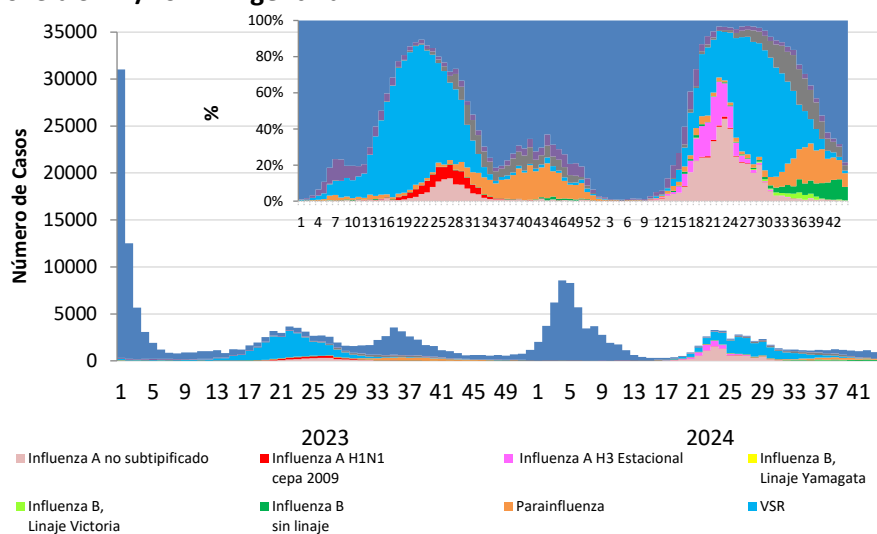 100%
80%
60%
40%
20%
0%
%
1 4 7 10 13 16 19 22 25 28 31 34 37 40 43 46 49 52 3 6 9 12 15 18 21 24 27 30 33 36 39 42
35000
30000
25000
20000
15000
10000
5000
0
Número de Casos
1 5 9 13 17 21 25 29 33 37 41 45 49 1 5 9 13 17 21 25 29 33 37 41
2023 2024
Influenza A no subtipificado
Influenza A H1N1
cepa 2009
Influenza A H3 Estacional
Influenza B,
Linaje Yamagata
Influenza B,
Linaje Victoria
Influenza B
sin linaje
Parainfluenza
VSR